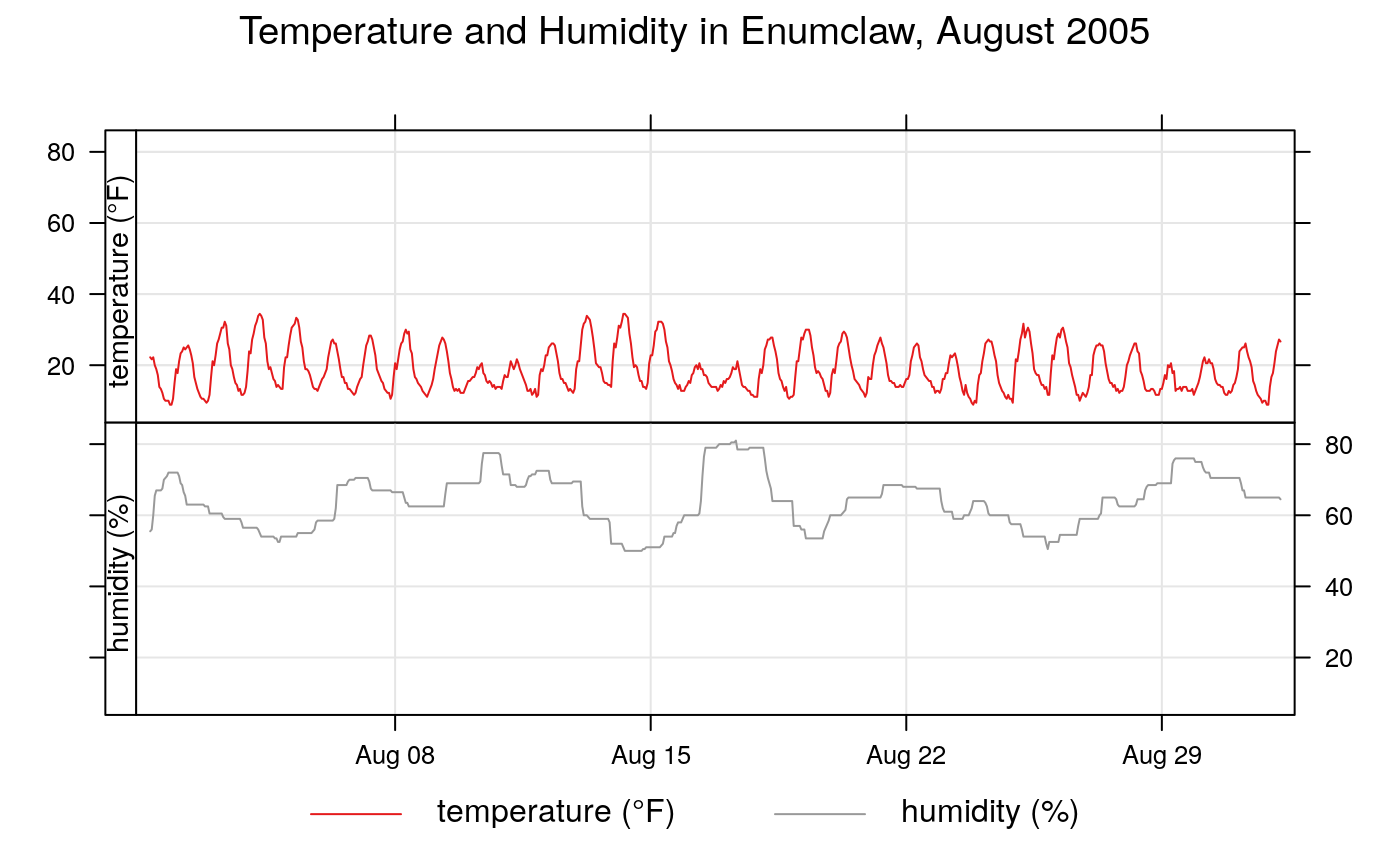 Temperature and Humidity in Enumclaw, August 2005
80
60
40
20
temperature (°F)
humidity (%)
80
60
40
20
Aug 08 Aug 15 Aug 22 Aug 29
temperature (°F) humidity (%)